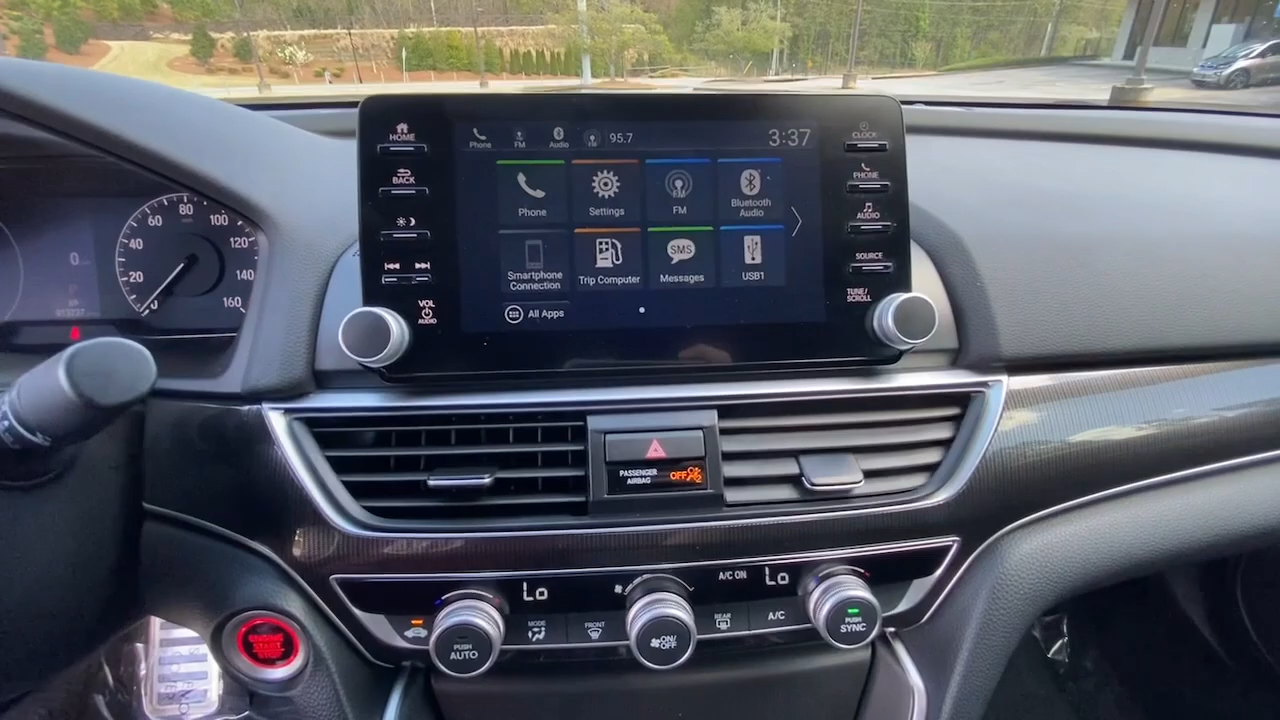 HOME
BACK
VOL
AUDIO
Phone
FM
Audio
95.7
3:37
Phone
Settings
FM
Bluetooth
Audio
Smartphone
Connection
Trip Computer
SMS
Messages
USB1
All Apps
CLOCK
PHONE
AUDIO
SOURCE
TUNE/
SCROLL
0
0
20
40
60
80
100
120
140
160
PASSENGER
AIRBAG
OFF
Lo
A/C ON
Lo
PUSH
AUTO
MODE
FRONT
ON/
OFF
REAR
A/C
PUSH
SYNC
ENGINE
START
STOP